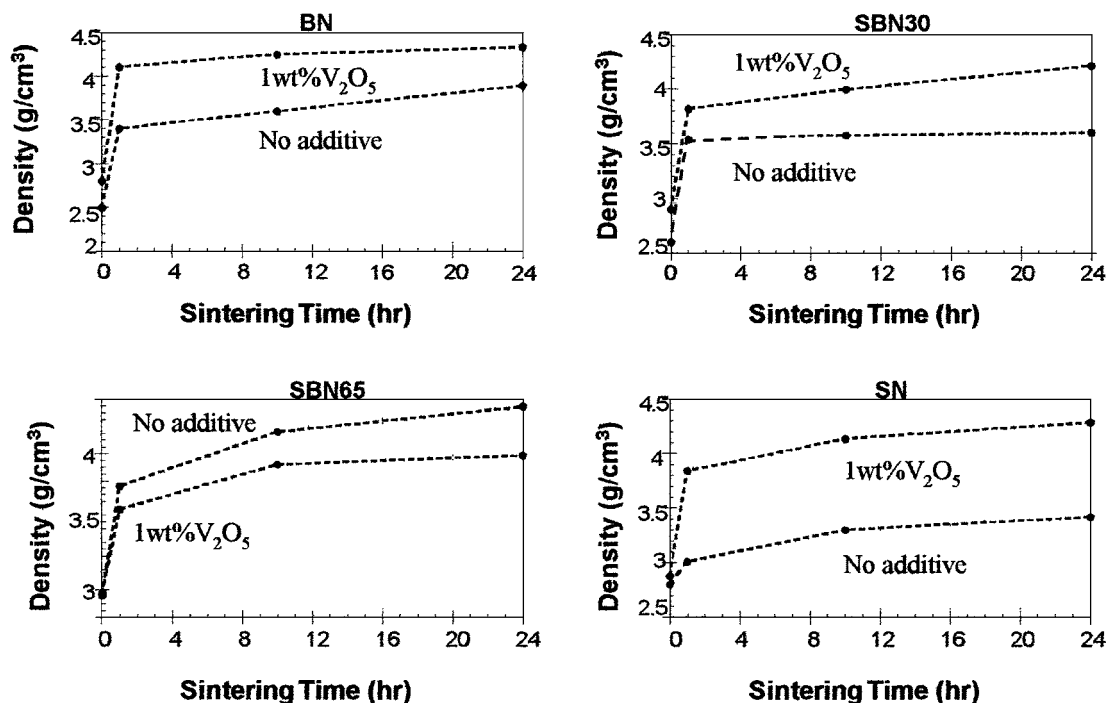 BN
4.5
4
3.5
3
2.5
2
Density (g/cm³)
1wt%V₂O₅
No additive
0 4 8 12 16 20 24
Sintering Time (hr)
SBN30
4.5
4
3.5
3
2.5
Density (g/cm³)
1wt%V₂O₅
No additive
0 4 8 12 16 20 24
Sintering Time (hr)
SBN65
4
3.5
3
Density (g/cm³)
No additive
1wt%V₂O₅
0 4 8 12 16 20 24
Sintering Time (hr)
SN
4.5
4
3.5
3
2.5
Density (g/cm³)
1wt%V₂O₅
No additive
0 4 8 12 16 20 24
Sintering Time (hr)